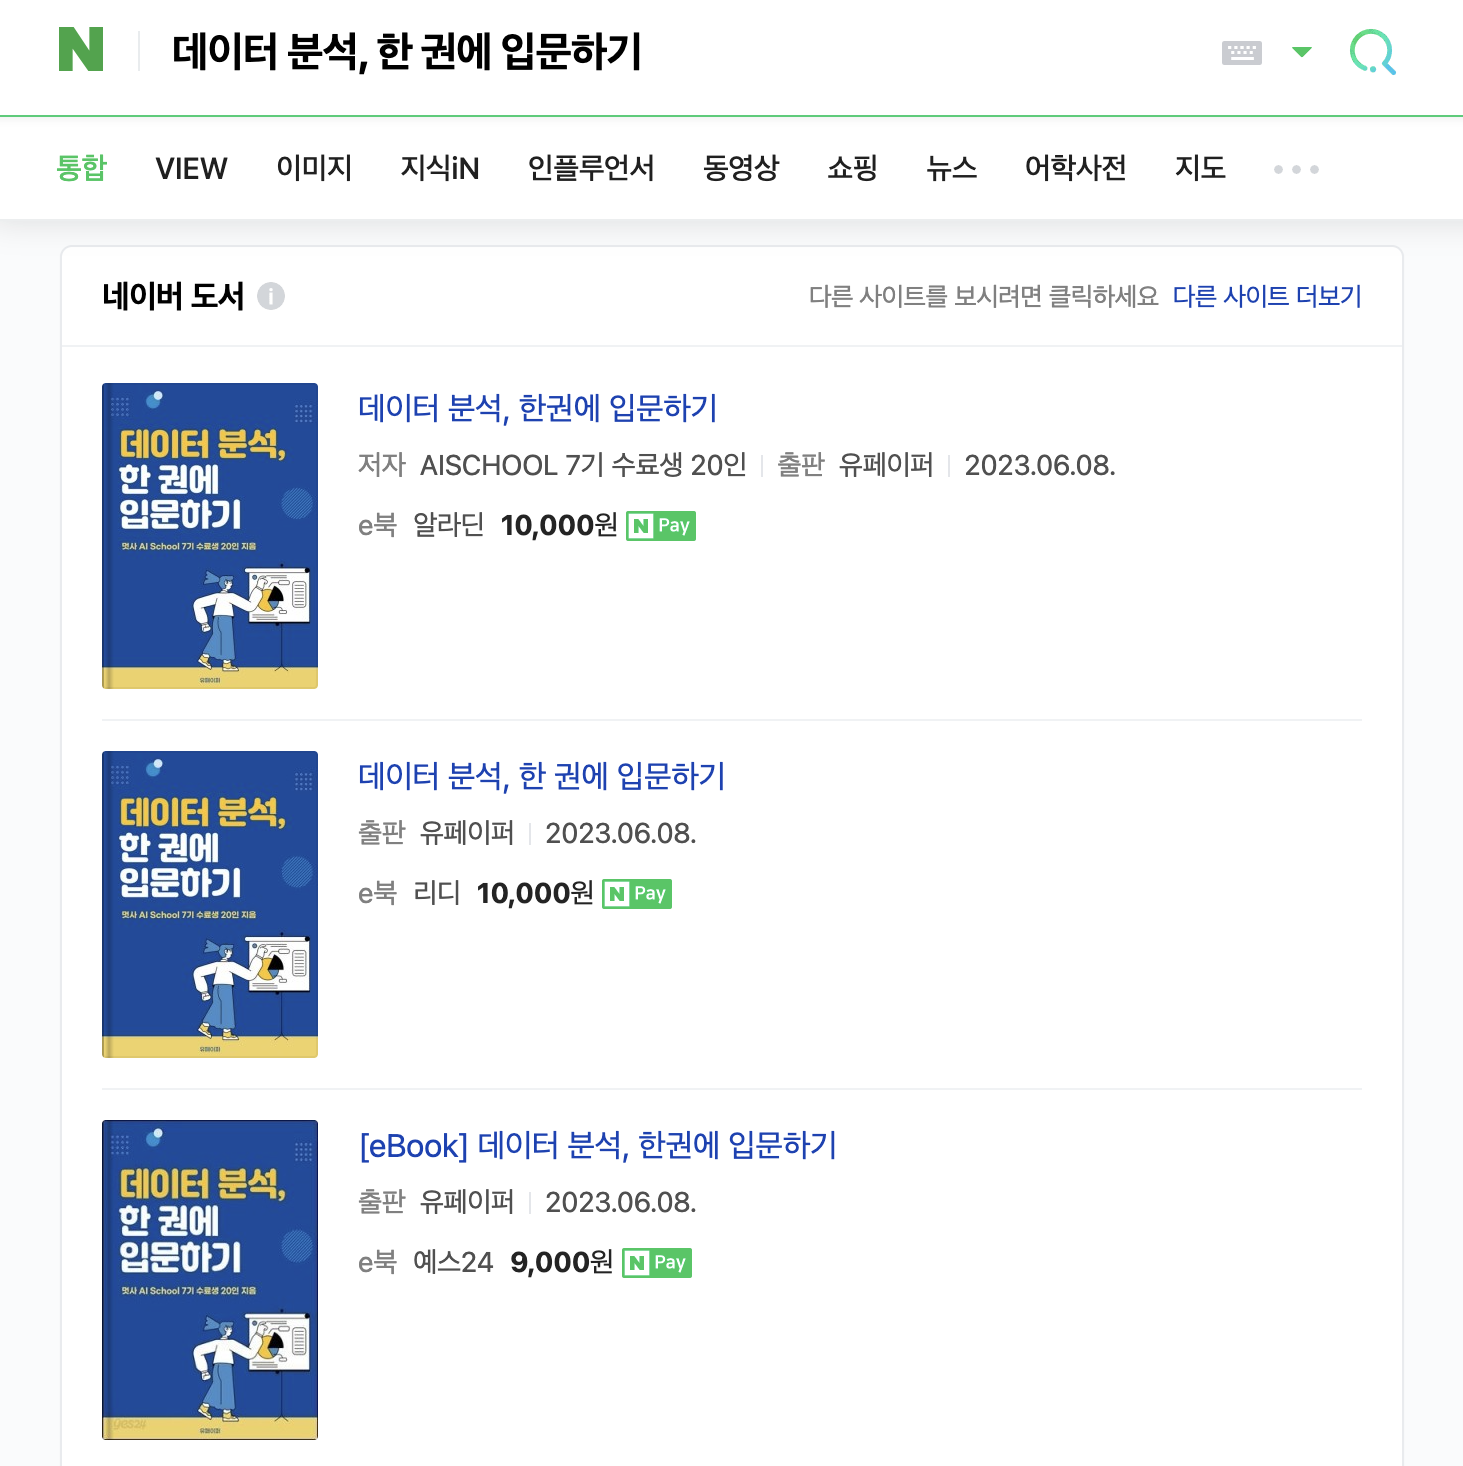 N 데이터 분석, 한 권에 입문하기
통합 VIEW 이미지 지식iN 인플루언서 동영상 쇼핑 뉴스 어학사전 지도
네이버 도서 다른 사이트를 보시려면 클릭하세요 다른 사이트 더보기
데이터 분석,
한 권에
입문하기
멋사 AI School 7기 수료생 20인 지음
유페이퍼
데이터 분석, 한권에 입문하기
저자 AISCHOOL 7기 수료생 20인 출판 유페이퍼 2023.06.08.
e북 알라딘 10,000원 N Pay
데이터 분석,
한 권에
입문하기
멋사 AI School 7기 수료생 20인 지음
유페이퍼
데이터 분석, 한 권에 입문하기
출판 유페이퍼 2023.06.08.
e북 리디 10,000원 N Pay
데이터 분석,
한 권에
입문하기
멋사 AI School 7기 수료생 20인 지음
yes24
유페이퍼
[eBook] 데이터 분석, 한권에 입문하기
출판 유페이퍼 2023.06.08.
e북 예스24 9,000원 N Pay